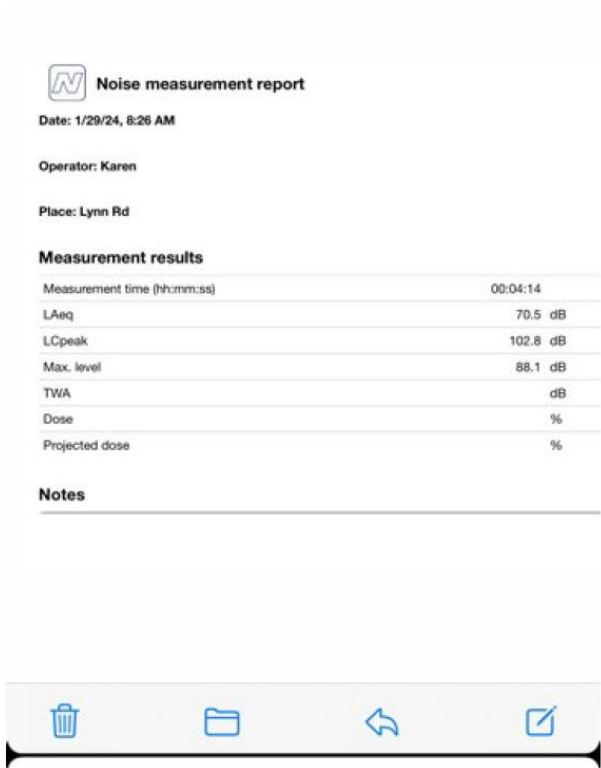 Noise measurement report
Date: 1/29/24, 8:26 AM
Operator: Karen
Place: Lynn Rd
Measurement results
Measurement time (hh:mm:ss) 00:04:14
LAeq 70.5 dB
LCpeak 102.8 dB
Max. level 88.1 dB
TWA dB
Dose %
Projected dose %
Notes